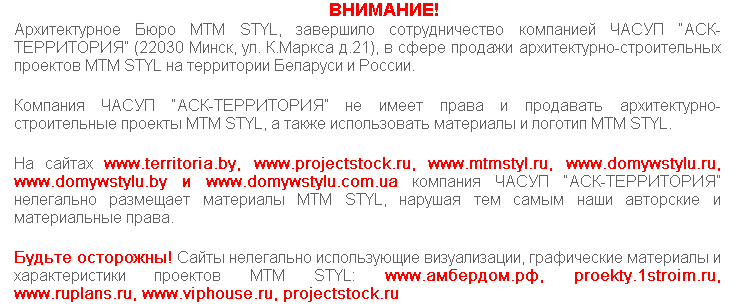 ВНИМАНИЕ!
Архитектурное Бюро MTM STYL, завершило сотрудничество компанией ЧАСУП "АСК-
ТЕРРИТОРИЯ" (22030 Минск, ул. К.Маркса д.21), в сфере продажи архитектурно-строительных
проектов MTM STYL на территории Беларуси и России.
Компания ЧАСУП "АСК-ТЕРРИТОРИЯ" не имеет права и продавать архитектурно-
строительные проекты MTM STYL, а также использовать материалы и логотип MTM STYL.
На сайтах www.territoria.by, www.projectstock.ru, www.mtmstyl.ru, www.domywstylu.ru,
www.domywstylu.by и www.domywstylu.com.ua компания ЧАСУП "АСК-ТЕРРИТОРИЯ"
нелегально размещает материалы MTM STYL, нарушая тем самым наши авторские и
материальные права.
Будьте осторожны! Сайты нелегально использующие визуализации, графические материалы и
характеристики проектов MTM STYL: www.амбердом.рф, proekty.1stroim.ru,
www.ruplans.ru, www.viphouse.ru, projectstock.ru